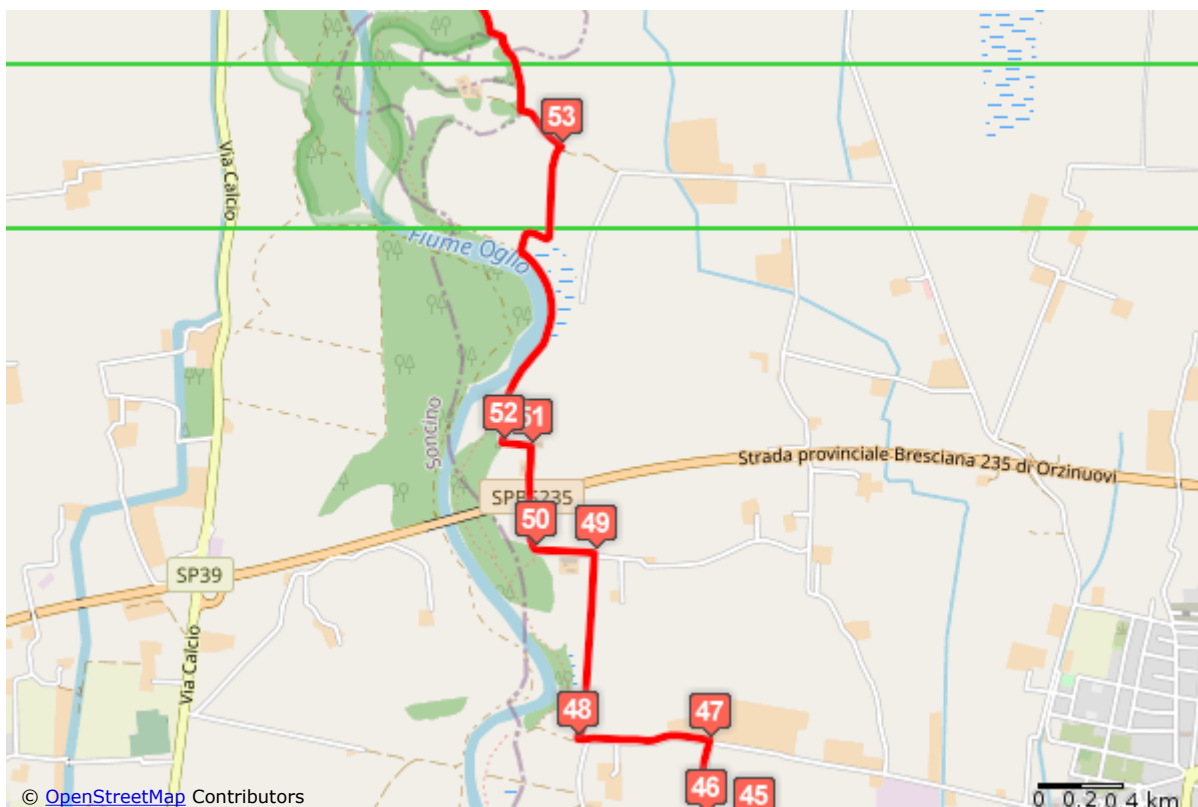 53
Via Calcio
Fiume Oglio
Soncino
52
51
Strada provinciale Bresciana 235 di Orzinuovi
50
49
SP39
Via Calcio
48
47
46
45
0 0.2 0.4 km
© OpenStreetMap Contributors